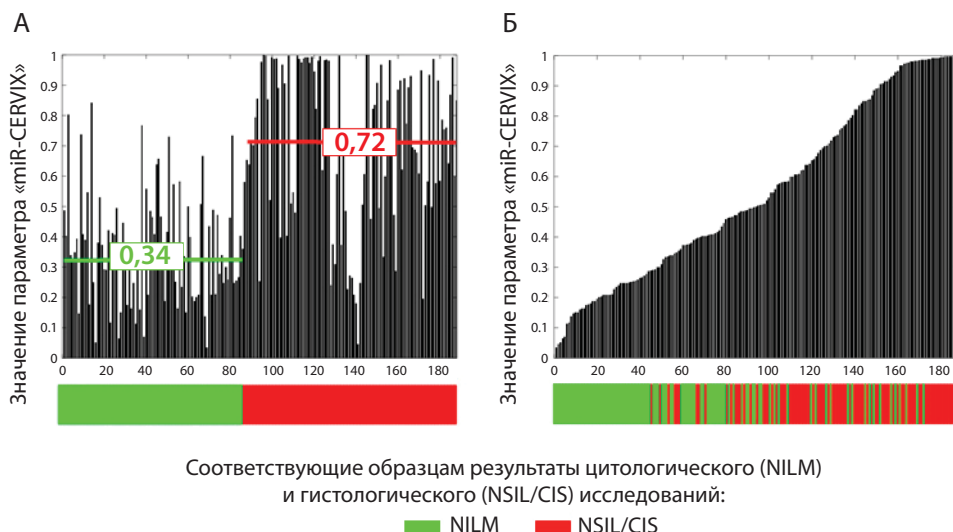 А
Б
Значение параметра «miR-CERVIX»
1
0.9
0.8
0.7
0.6
0.5
0.4
0.3
0.2
0.1
0
0,34
0,72
0 20 40 60 80 100 120 140 160 180
Значение параметра «miR-CERVIX»
1
0.9
0.8
0.7
0.6
0.5
0.4
0.3
0.2
0.1
0
0 20 40 60 80 100 120 140 160 180
Соответствующие образцам результаты цитологического (NILM)
и гистологического (NSIL/CIS) исследований:
NILM NSIL/CIS